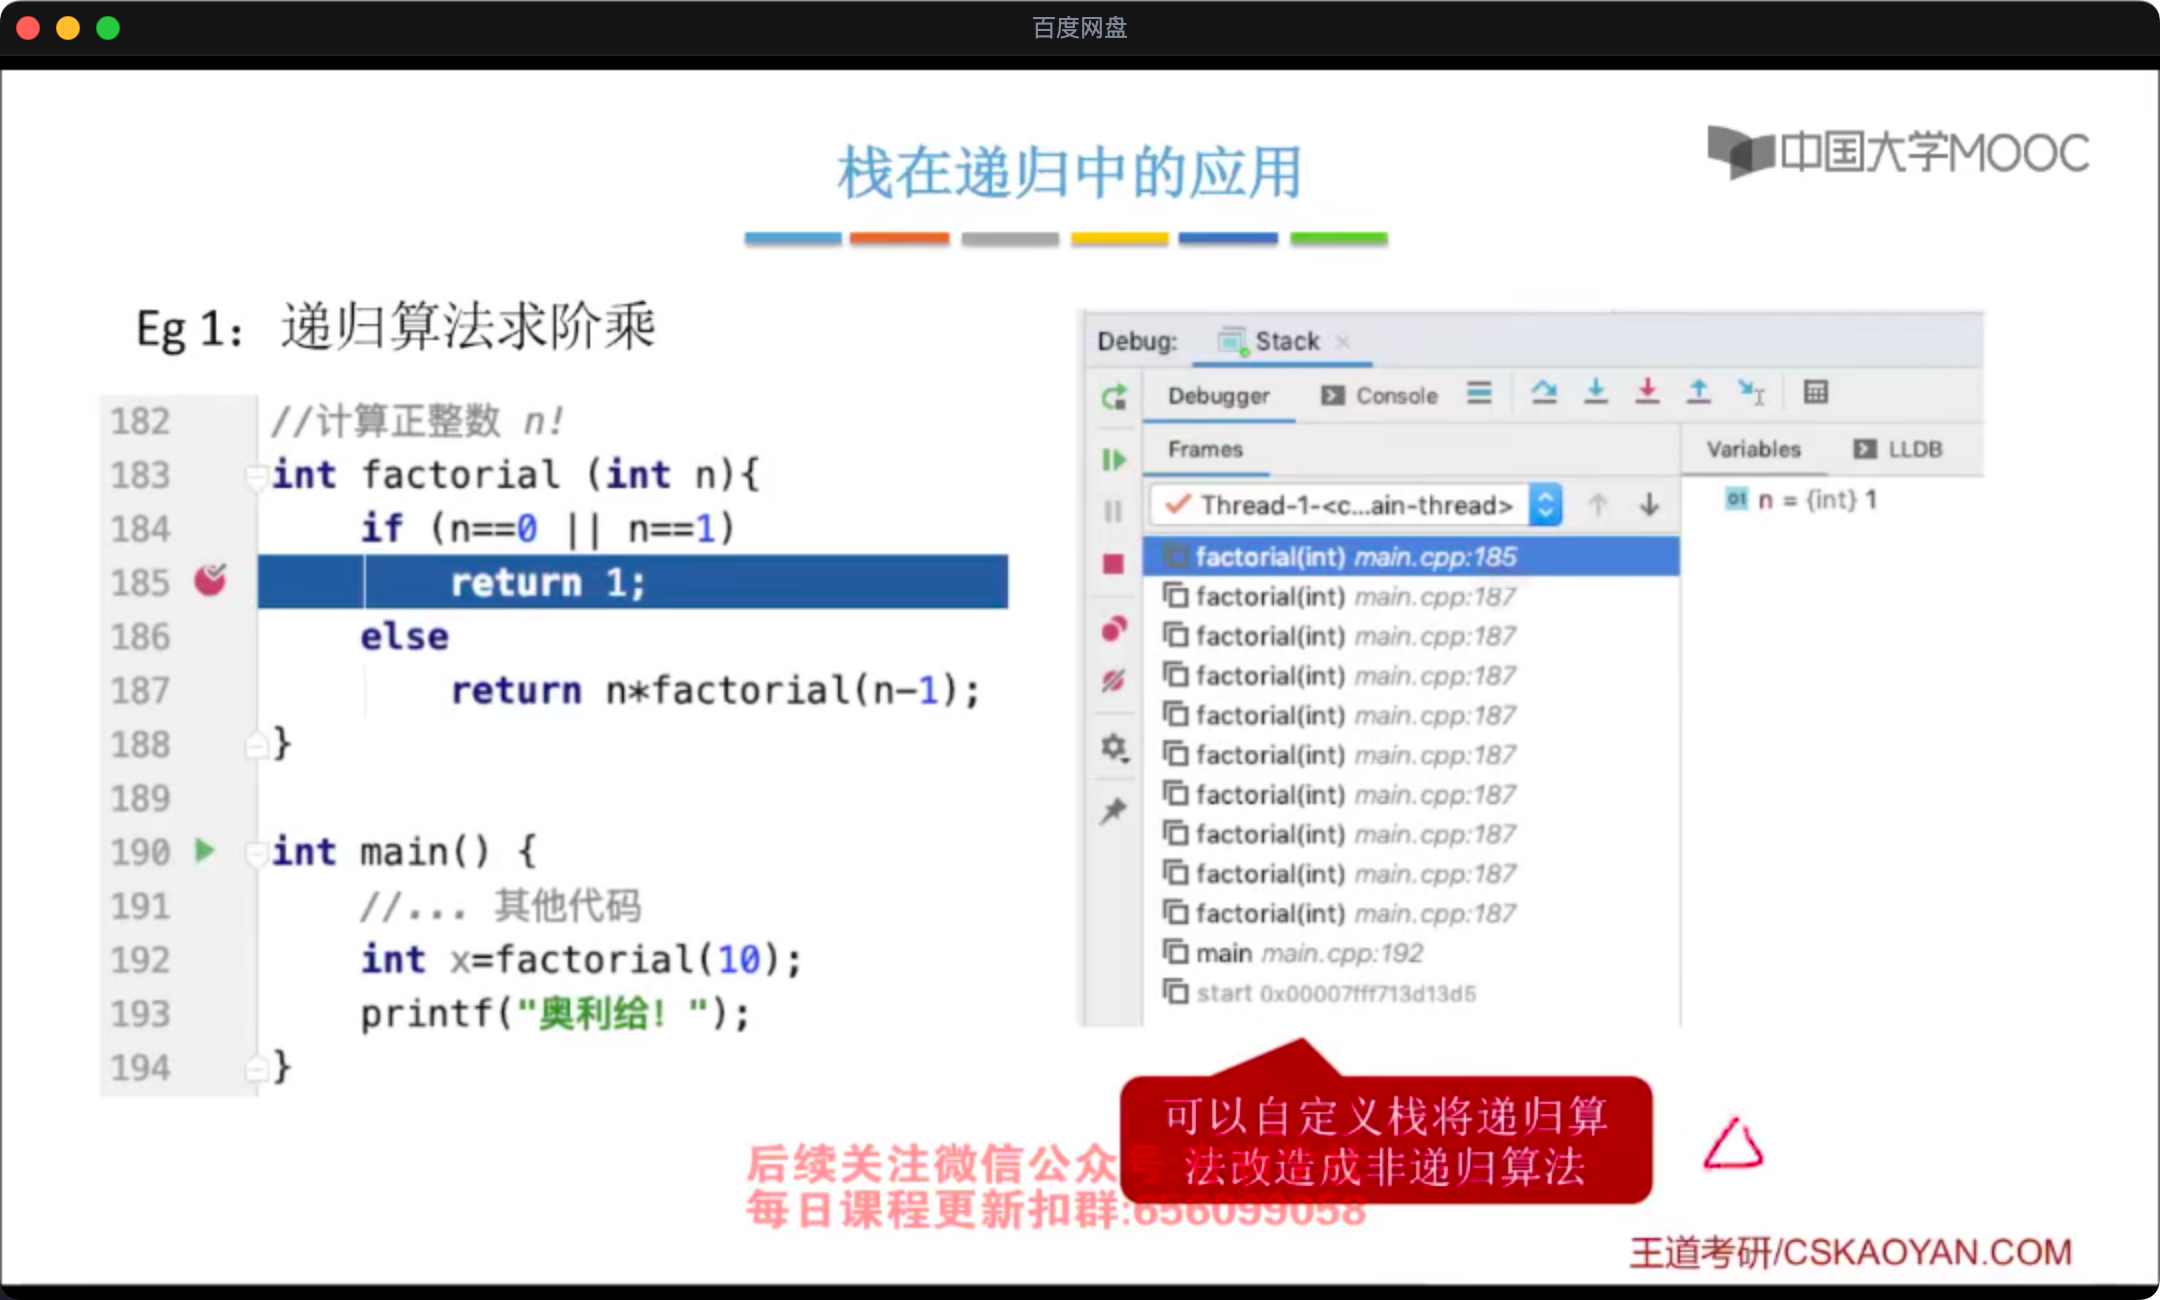 百度网盘
栈在递归中的应用
中国大学MOOC
Eg 1：递归算法求阶乘
182 //计算正整数 n!
183 int factorial (int n){
184 if (n==0 || n==1)
185 return 1;
186 else
187 return n*factorial(n-1);
188 }
189
190 int main() {
191 //... 其他代码
192 int x=factorial(10);
193 printf("奥利给！");
194 }
Debug: Stack
Debugger Console
Frames Variables LLDB
Thread-1-<c...ain-thread>
01 n = {int} 1
factorial(int) main.cpp:185
factorial(int) main.cpp:187
factorial(int) main.cpp:187
factorial(int) main.cpp:187
factorial(int) main.cpp:187
factorial(int) main.cpp:187
factorial(int) main.cpp:187
factorial(int) main.cpp:187
factorial(int) main.cpp:187
factorial(int) main.cpp:187
main main.cpp:192
start 0x00007fff713d13d5
可以自定义栈将递归算
法改造成非递归算法
后续关注微信公众号
每日课程更新扣群:656099058
王道考研/CSKAOYAN.COM